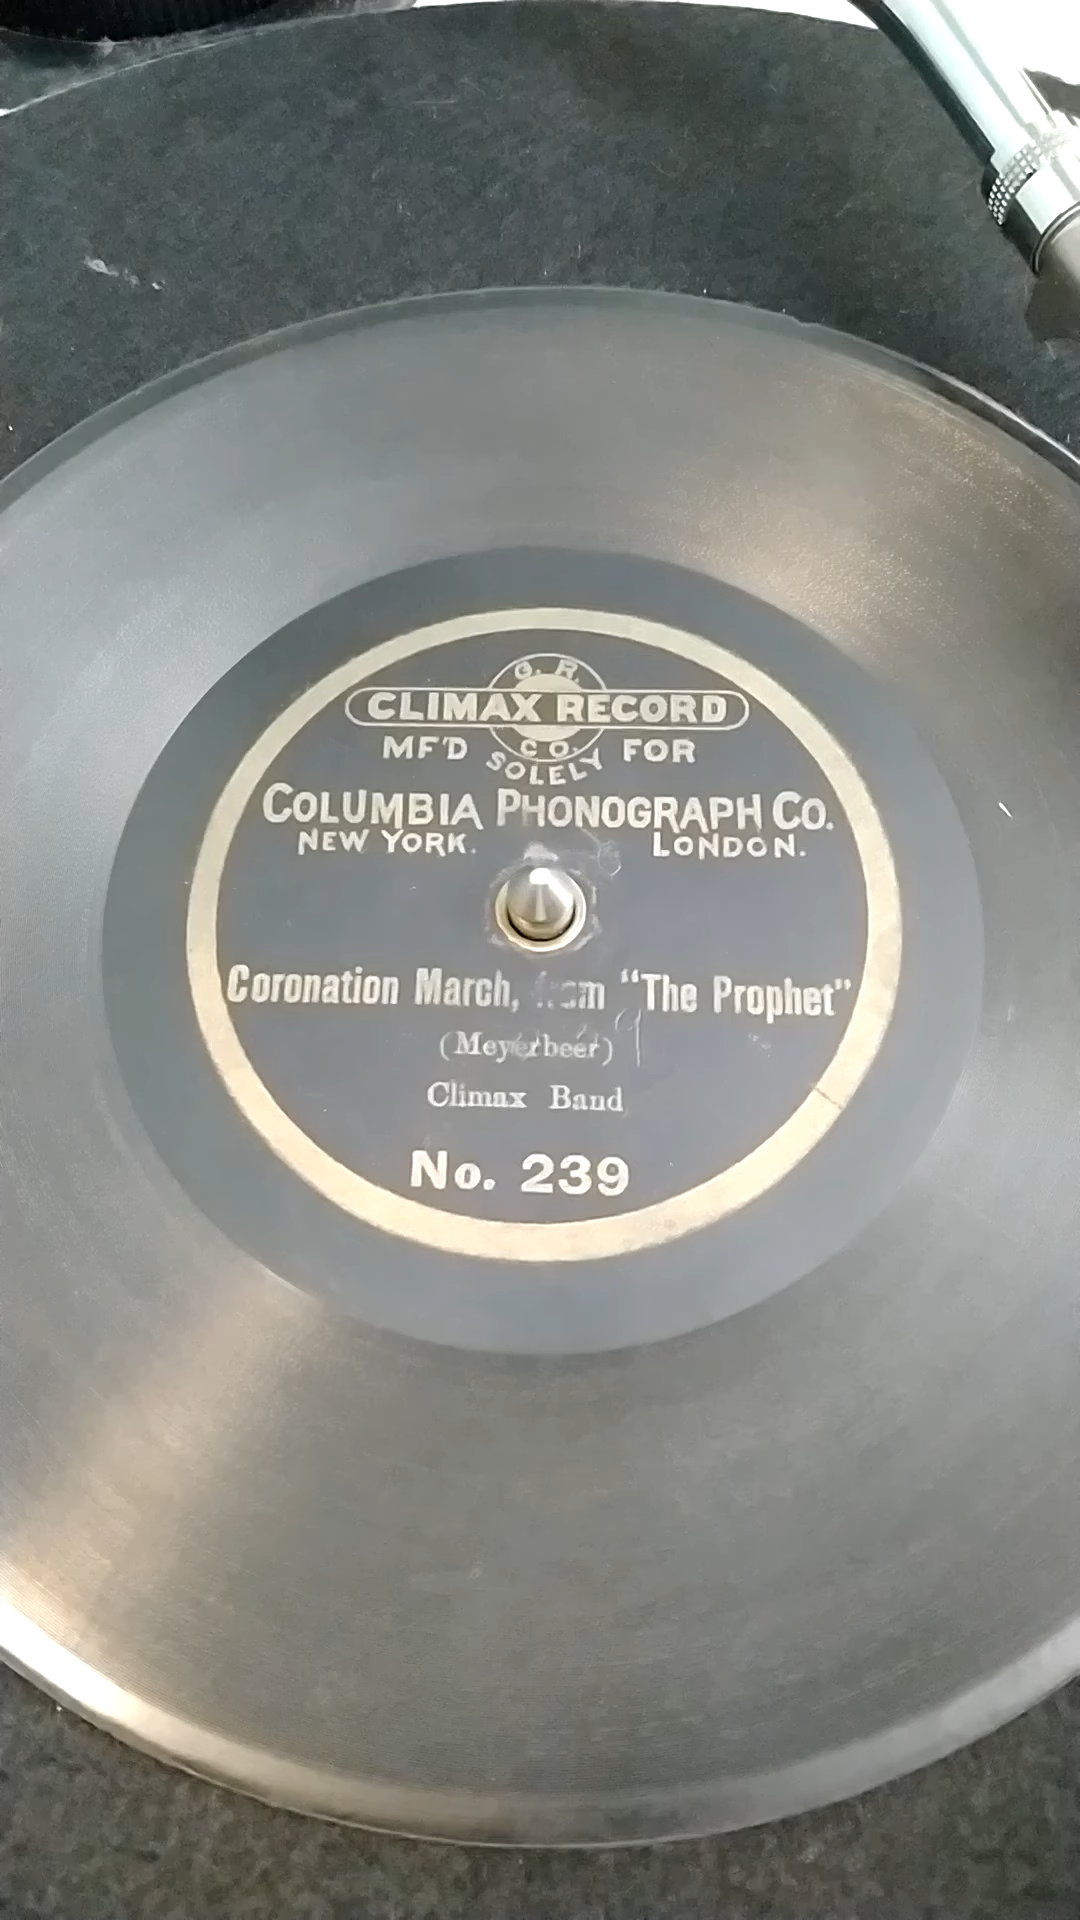 G. R.
CLIMAX RECORD
CO.
MF'D SOLELY FOR
COLUMBIA PHONOGRAPH CO.
NEW YORK. LONDON.
Coronation March, from "The Prophet"
(Meyerbeer)
Climax Band
No. 239